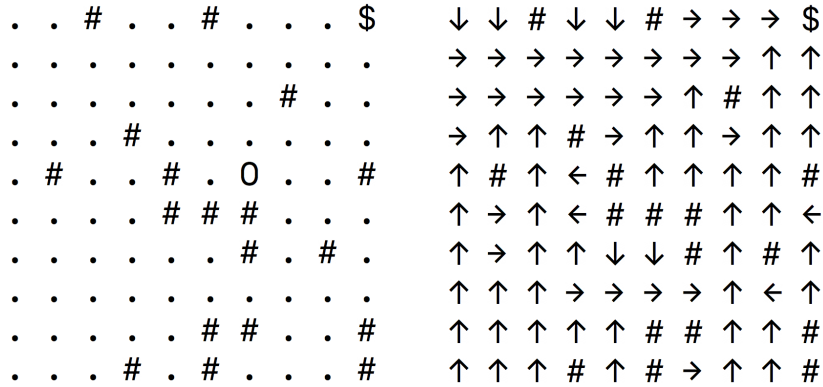 . . # . . # . . . $ ↓ ↓ # ↓ ↓ # → → → $
. . . . . . . . . . → → → → → → → → ↑ ↑
. . . . . . . # . . → → → → → → ↑ # ↑ ↑
. . . # . . . . . . → ↑ ↑ # → ↑ ↑ → ↑ ↑
. # . . # . O . . # ↑ # ↑ ← # ↑ ↑ ↑ ↑ #
. . . . # # # . . . ↑ → ↑ ← # # # ↑ ↑ ←
. . . . . . # . # . ↑ → ↑ ↑ ↓ ↓ # ↑ # ↑
. . . . . . . . . . ↑ ↑ ↑ → → → → ↑ ← ↑
. . . . . # # . . # ↑ ↑ ↑ ↑ ↑ # # ↑ ↑ #
. . . # . # . . . # ↑ ↑ ↑ # ↑ # → ↑ ↑ #